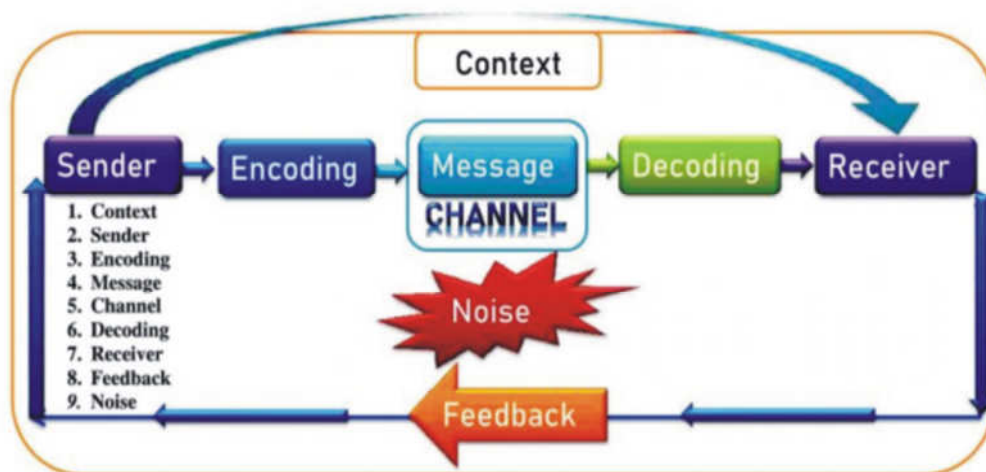 Context
Sender
Encoding
Message
CHANNEL
Decoding
Receiver
1. Context
2. Sender
3. Encoding
4. Message
5. Channel
6. Decoding
7. Receiver
8. Feedback
9. Noise
Noise
Feedback